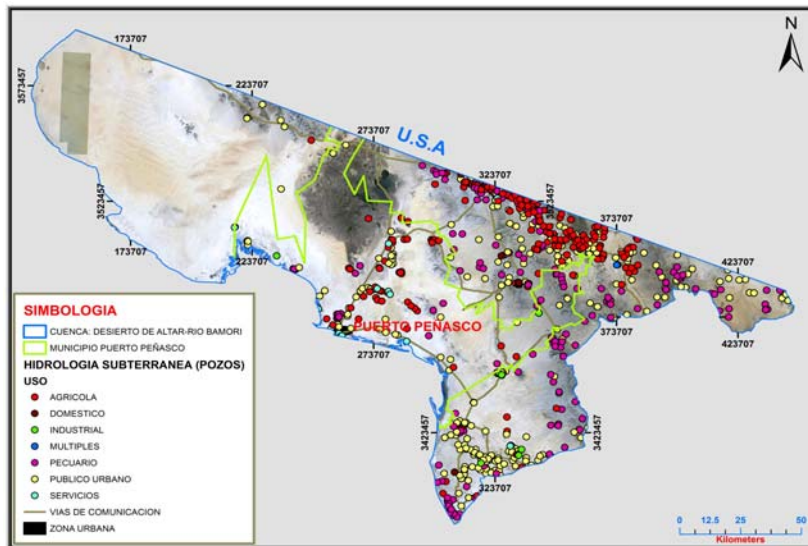 N
173707
3573457
223707
273707
U.S.A
323707
3523457
3523457
373707
173707
223707
423707
PUERTO PEÑASCO
273707
373707
423707
3423457
3423457
323707
SIMBOLOGIA
CUENCA: DESIERTO DE ALTAR-RIO BAMORI
MUNICIPIO PUERTO PEÑASCO
HIDROLOGIA SUBTERRANEA (POZOS)
USO
AGRICOLA
DOMESTICO
INDUSTRIAL
MULTIPLES
PECUARIO
PUBLICO URBANO
SERVICIOS
VIAS DE COMUNICACION
ZONA URBANA
0 12.5 25 50
Kilometers